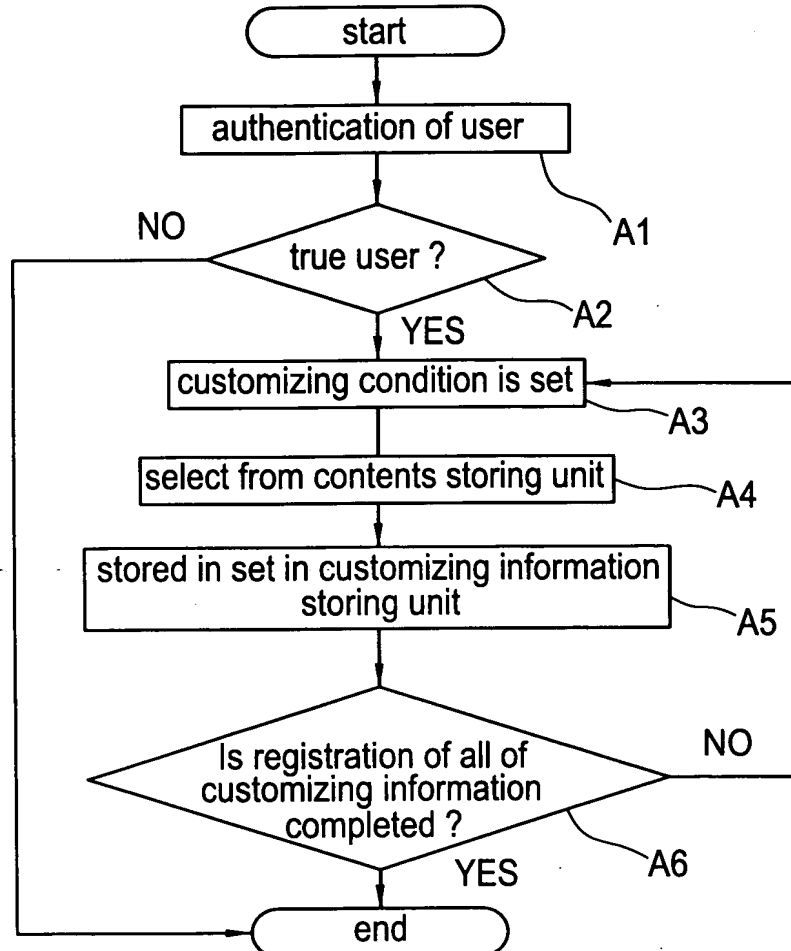 start
authentication of user
A1
NO
true user ?
A2
YES
customizing condition is set
A3
select from contents storing unit
A4
stored in set in customizing information
storing unit
A5
Is registration of all of
customizing information
completed ?
NO
A6
YES
end